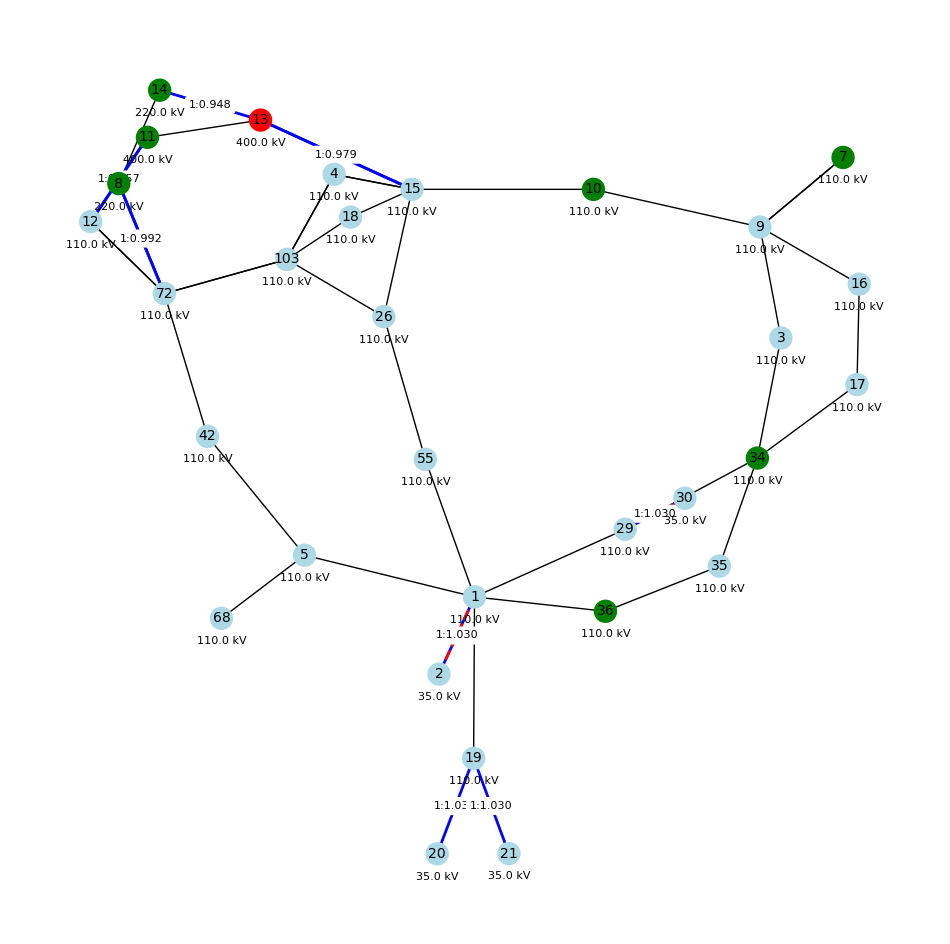 14
1:0.948
220.0 kV
13
400.0 kV
11
400.0 kV
1:0.979
4
110.0 kV
7
110.0 kV
8
220.0 kV
15
110.0 kV
10
110.0 kV
12
110.0 kV
1:0.992
18
110.0 kV
9
110.0 kV
103
110.0 kV
72
110.0 kV
16
110.0 kV
26
110.0 kV
3
110.0 kV
17
110.0 kV
42
110.0 kV
55
110.0 kV
34
110.0 kV
30
35.0 kV
1:1.030
29
110.0 kV
5
110.0 kV
35
110.0 kV
1
110.0 kV
36
110.0 kV
68
110.0 kV
1:1.030
2
35.0 kV
19
110.0 kV
1:1.030
20
35.0 kV
21
35.0 kV